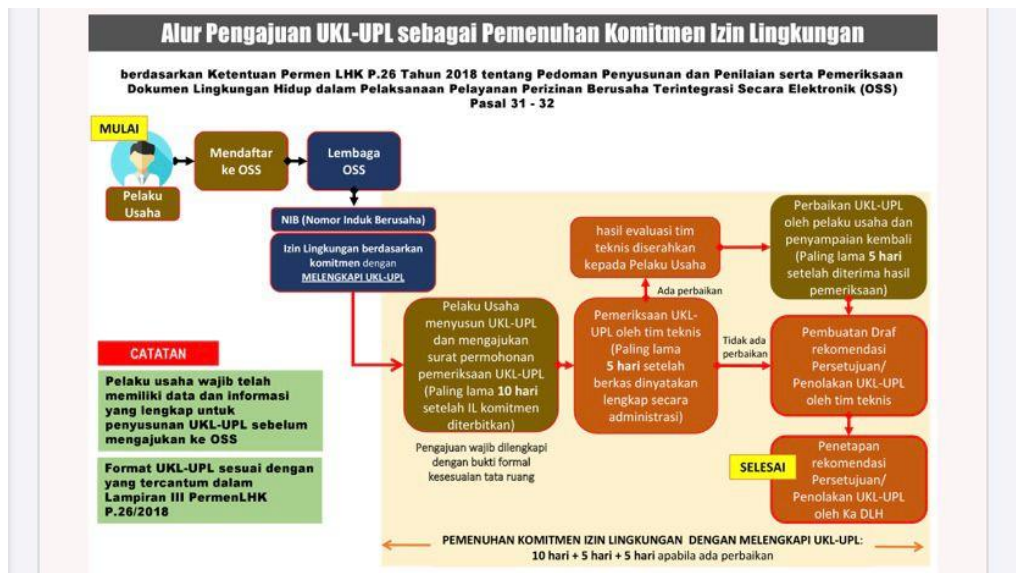 Alur Pengajuan UKL-UPL sebagai Pemenuhan Komitmen Izin Lingkungan
berdasarkan Ketentuan Permen LHK P.26 Tahun 2018 tentang Pedoman Penyusunan dan Penilaian serta Pemeriksaan
Dokumen Lingkungan Hidup dalam Pelaksanaan Pelayanan Perizinan Berusaha Terintegrasi Secara Elektronik (OSS)
Pasal 31 - 32
MULAI
Pelaku
Usaha
Mendaftar
ke OSS
Lembaga
OSS
NIB (Nomor Induk Berusaha)
Izin Lingkungan berdasarkan
komitmen dengan
MELENGKAPI UKL-UPL
Pelaku Usaha
menyusun UKL-UPL
dan mengajukan
surat permohonan
pemeriksaan UKL-UPL
(Paling lama 10 hari
setelah IL komitmen
diterbitkan)
Pengajuan wajib dilengkapi
dengan bukti formal
kesesuaian tata ruang
hasil evaluasi tim
teknis diserahkan
kepada Pelaku Usaha
Ada perbaikan
Pemeriksaan UKL-
UPL oleh tim teknis
(Paling lama
5 hari setelah
berkas dinyatakan
lengkap secara
administrasi)
Tidak ada
perbaikan
Perbaikan UKL-UPL
oleh pelaku usaha dan
penyampaian kembali
(Paling lama 5 hari
setelah diterima hasil
pemeriksaan)
Pembuatan Draf
rekomendasi
Persetujuan/
Penolakan UKL-UPL
oleh tim teknis
SELESAI
Penetapan
rekomendasi
Persetujuan/
Penolakan UKL-UPL
oleh Ka DLH
CATATAN
Pelaku usaha wajib telah
memiliki data dan informasi
yang lengkap untuk
penyusunan UKL-UPL sebelum
mengajukan ke OSS
Format UKL-UPL sesuai dengan
yang tercantum dalam
Lampiran III PermenLHK
P.26/2018
PEMENUHAN KOMITMEN IZIN LINGKUNGAN DENGAN MELENGKAPI UKL-UPL:
10 hari + 5 hari + 5 hari apabila ada perbaikan